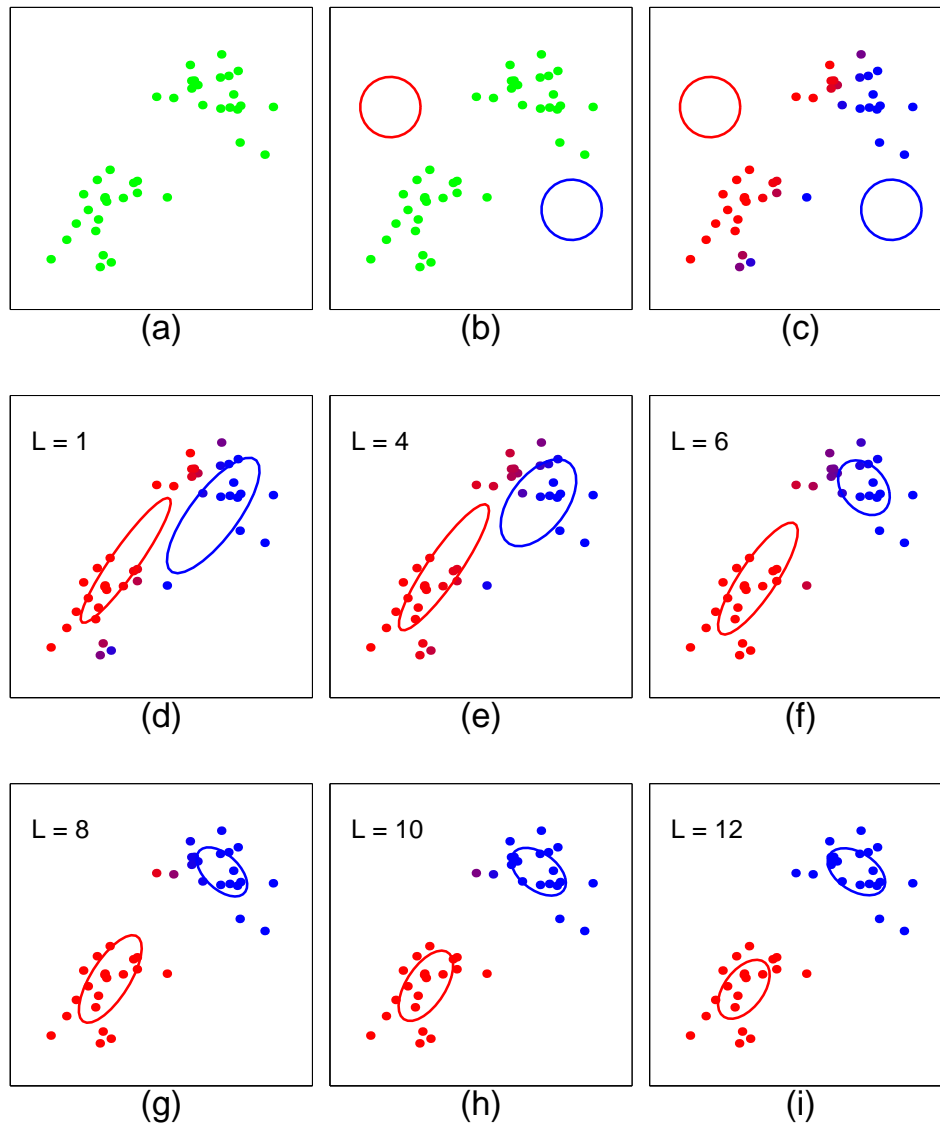 (a) (b) (c)
L = 1 L = 4 L = 6
(d) (e) (f)
L = 8 L = 10 L = 12
(g) (h) (i)